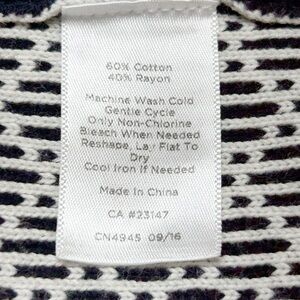 60% Cotton
40% Rayon
Machine Wash Cold
Gentle Cycle
Only Non-Chlorine
Bleach When Needed
Reshape, Lay Flat To
Dry
Cool Iron If Needed
Made In China
CA #23147
CN4945 09/16